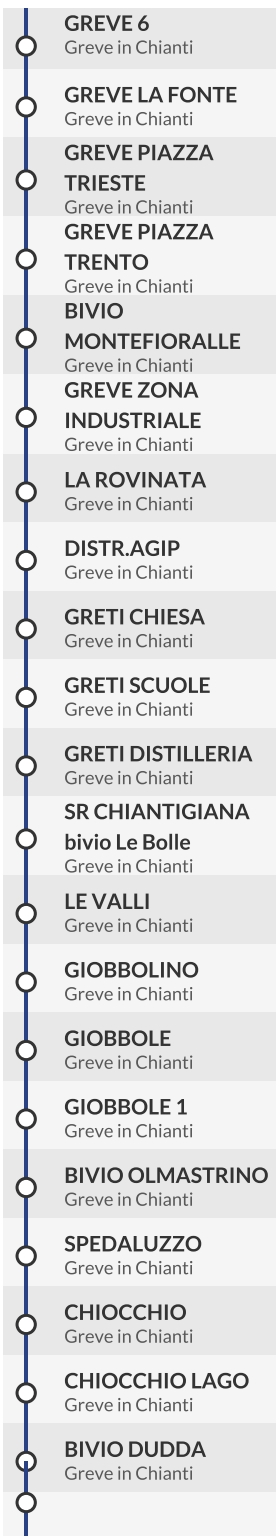 GREVE 6
Greve in Chianti
GREVE LA FONTE
Greve in Chianti
GREVE PIAZZA
TRIESTE
Greve in Chianti
GREVE PIAZZA
TRENTO
Greve in Chianti
BIVIO
MONTEFIORALLE
Greve in Chianti
GREVE ZONA
INDUSTRIALE
Greve in Chianti
LA ROVINATA
Greve in Chianti
DISTR.AGIP
Greve in Chianti
GRETI CHIESA
Greve in Chianti
GRETI SCUOLE
Greve in Chianti
GRETI DISTILLERIA
Greve in Chianti
SR CHIANTIGIANA
bivio Le Bolle
Greve in Chianti
LE VALLI
Greve in Chianti
GIOBBOLINO
Greve in Chianti
GIOBBOLE
Greve in Chianti
GIOBBOLE 1
Greve in Chianti
BIVIO OLMASTRINO
Greve in Chianti
SPEDALUZZO
Greve in Chianti
CHIOCCHIO
Greve in Chianti
CHIOCCHIO LAGO
Greve in Chianti
BIVIO DUDDA
Greve in Chianti